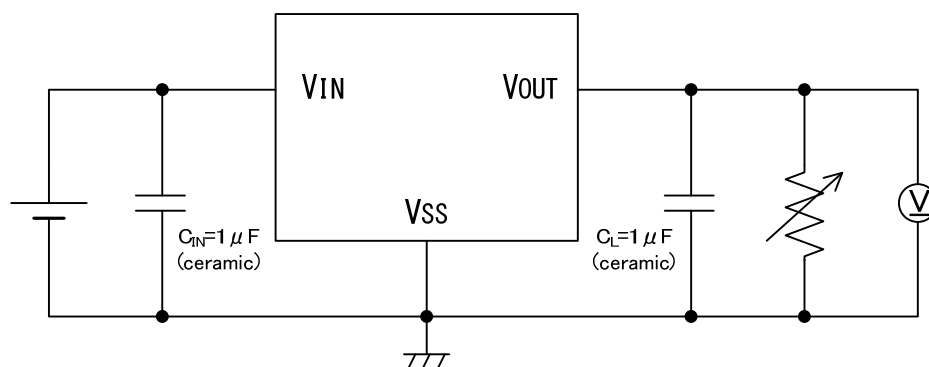 VIN
VOUT
VSS
CIN=1μF
(ceramic)
CL=1μF
(ceramic)
V